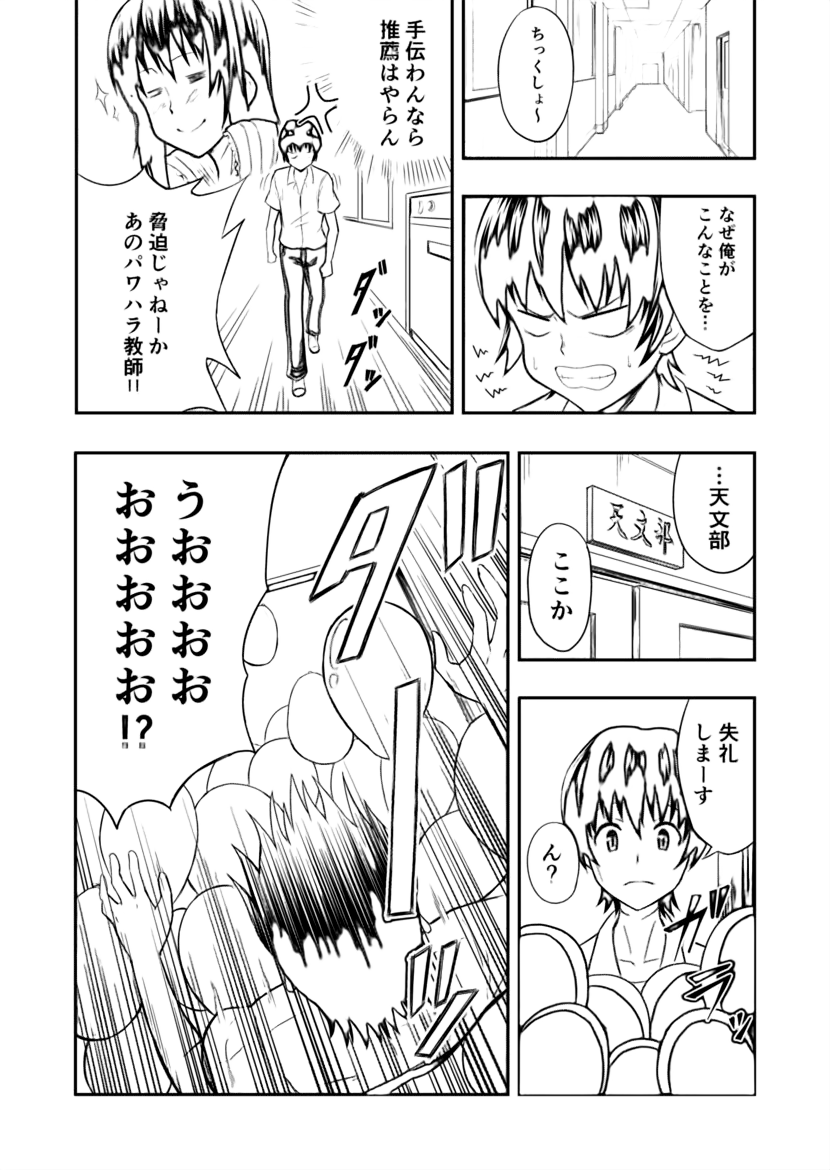 ちっくしょ～
なぜ俺が
こんなことを…
手伝わんなら
推薦はやらん
脅迫じゃねーか
あのパワハラ
教師!!
ダッ
ダッ
…天文部
天文部
ここか
失礼
しまーす
ん？
ガ
ラッ
ダ
うおおおお
おおおおお!?